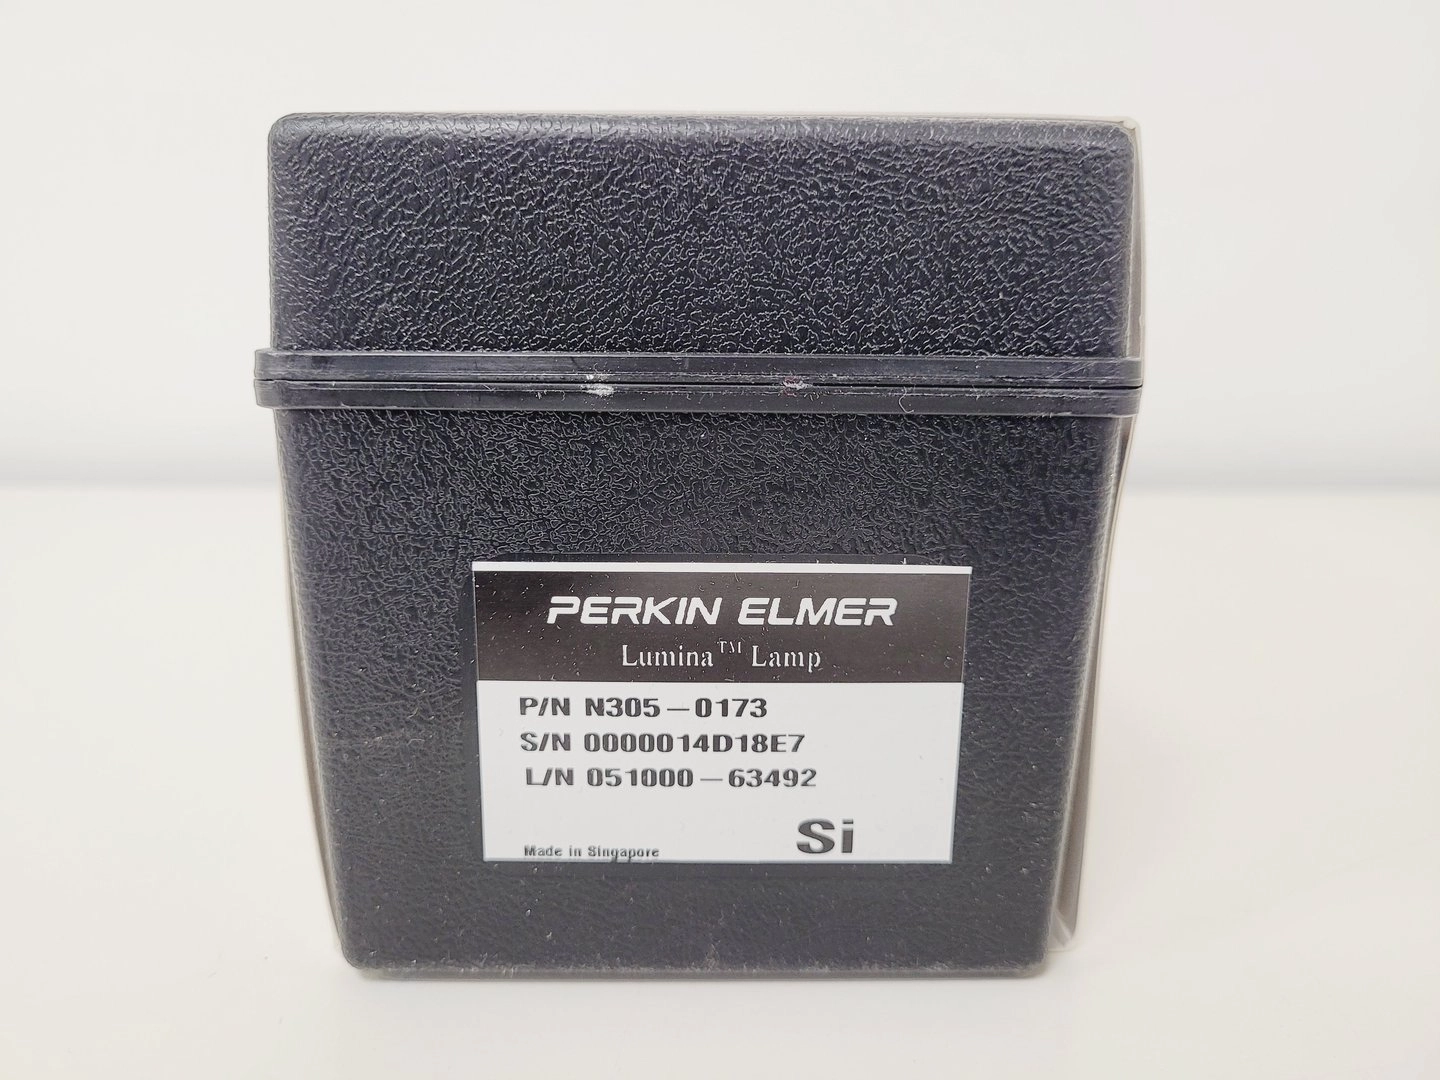 PERKIN ELMER
Lumina™ Lamp
P/N N305-0173
S/N 0000014D18E7
L/N 051000-63492
Si
Made in Singapore